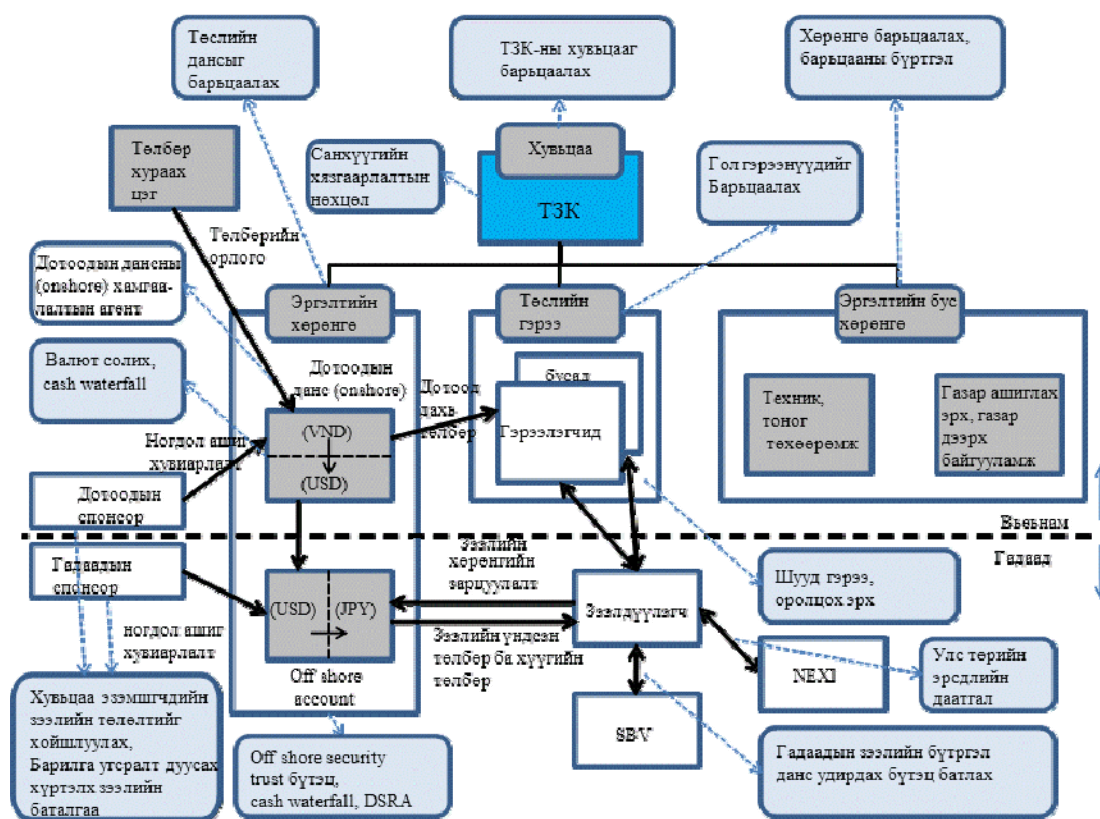 Төслийн
дансыг
барьцаалах
ТЗК-ны хувьцааг
барьцаалах
Хөрөнгө барьцаалах,
барьцааны бүртгэл
Төлбөр
хураах
цэг
Санхүүгийн
хязгаарлалтын
нөхцөл
Хувьцаа
ТЗК
Гол гэрээнүүдийг
Барьцаалах
Төлбөрийн
орлого
Дотоодын дансны
(onshore) хамгаа-
лалтын агент
Эргэлтийн
хөрөнгө
Төслийн
гэрээ
Эргэлтийн бус
хөрөнгө
Валют солих,
cash waterfall
Дотоодын
данс (onshore)
Дотоод
дахь
төлбөр
бусад
Гэрээлэгчид
Техник,
тоног
төхөөрөмж
Газар ашиглах
эрх, газар
дээрх
байгууламж
Ногдол ашиг
хувиарлалт
(VND)
(USD)
Дотоодын
спонсор
Вьеьнам
Гадаад
Гадаадын
спонсор
Зээлийн
хөрөнгийн
зарцуулалт
(USD)
(JPY)
Зээлдүүлэгч
Шууд гэрээ,
оролцох эрх
ногдол ашиг
хувиарлалт
Зээлийн үндсэн
төлбөр ба хүүгийн
төлбөр
Off shore
account
NEXI
Улс төрийн
эрсдлийн
даатгал
Хувьцаа эзэмшгчдийн
зээлийн төлөлтийг
хойшлуулах,
Барилга угсралт дуусах
хүртэлх зээлийн
баталгаа
Off shore security
trust бүтэц,
cash waterfall, DSRA
SBV
Гадаадын зээлийн бүтргэл
данс удирдах бүтэц батлах